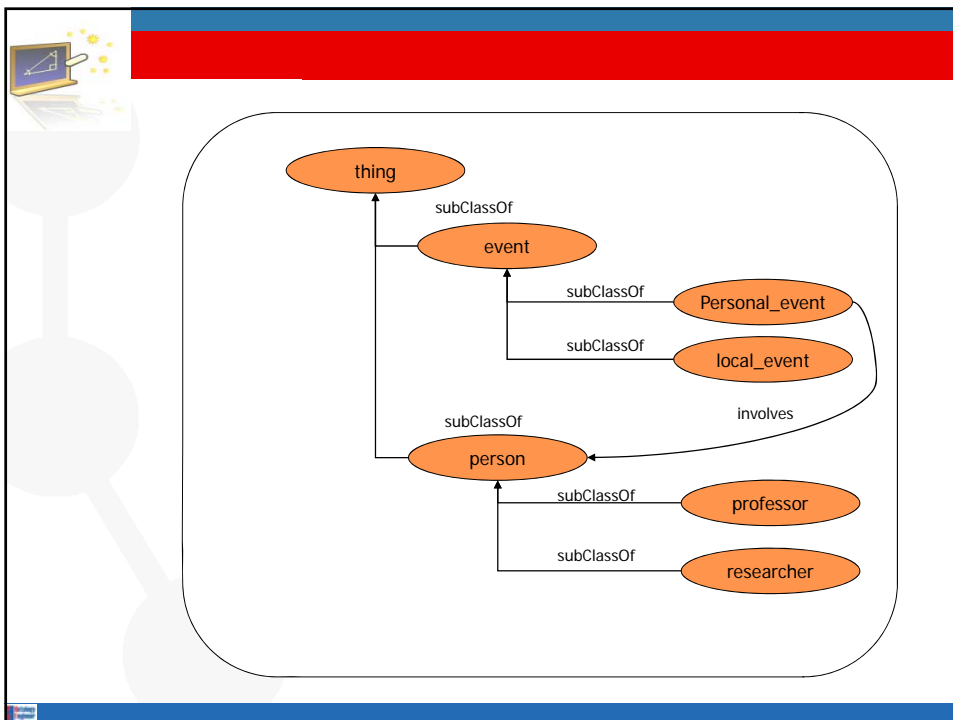 thing
subClassOf
event
subClassOf
Personal_event
subClassOf
local_event
involves
subClassOf
person
subClassOf
professor
subClassOf
researcher